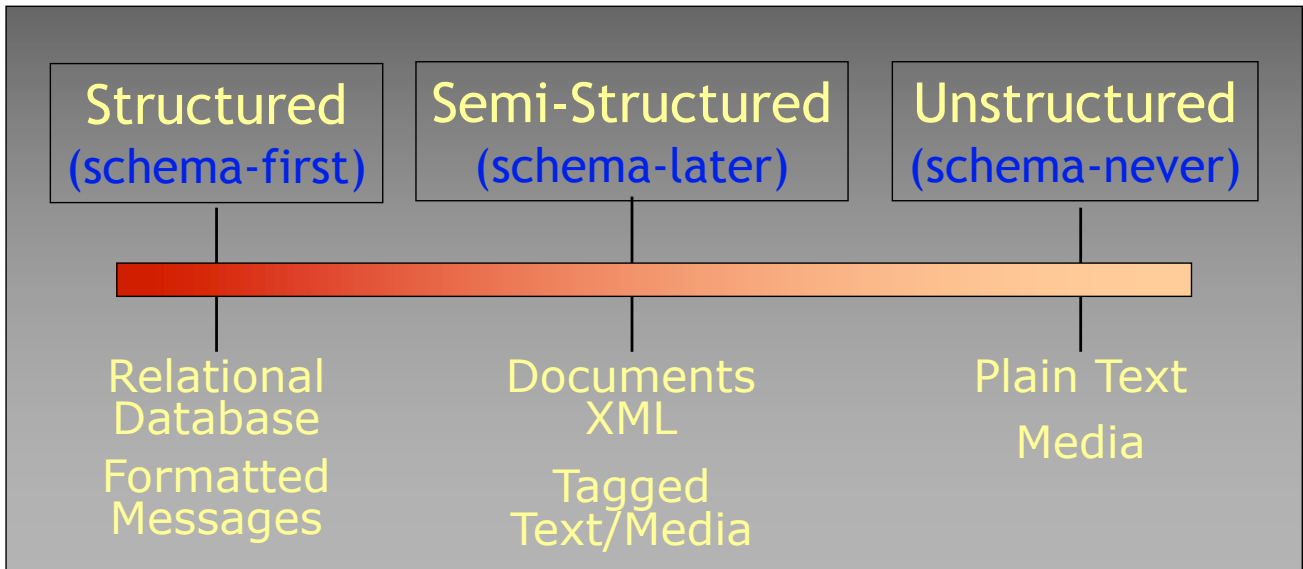 Structured
(schema-first)
Semi-Structured
(schema-later)
Unstructured
(schema-never)
Relational
Database
Formatted
Messages
Documents
XML
Tagged
Text/Media
Plain Text
Media